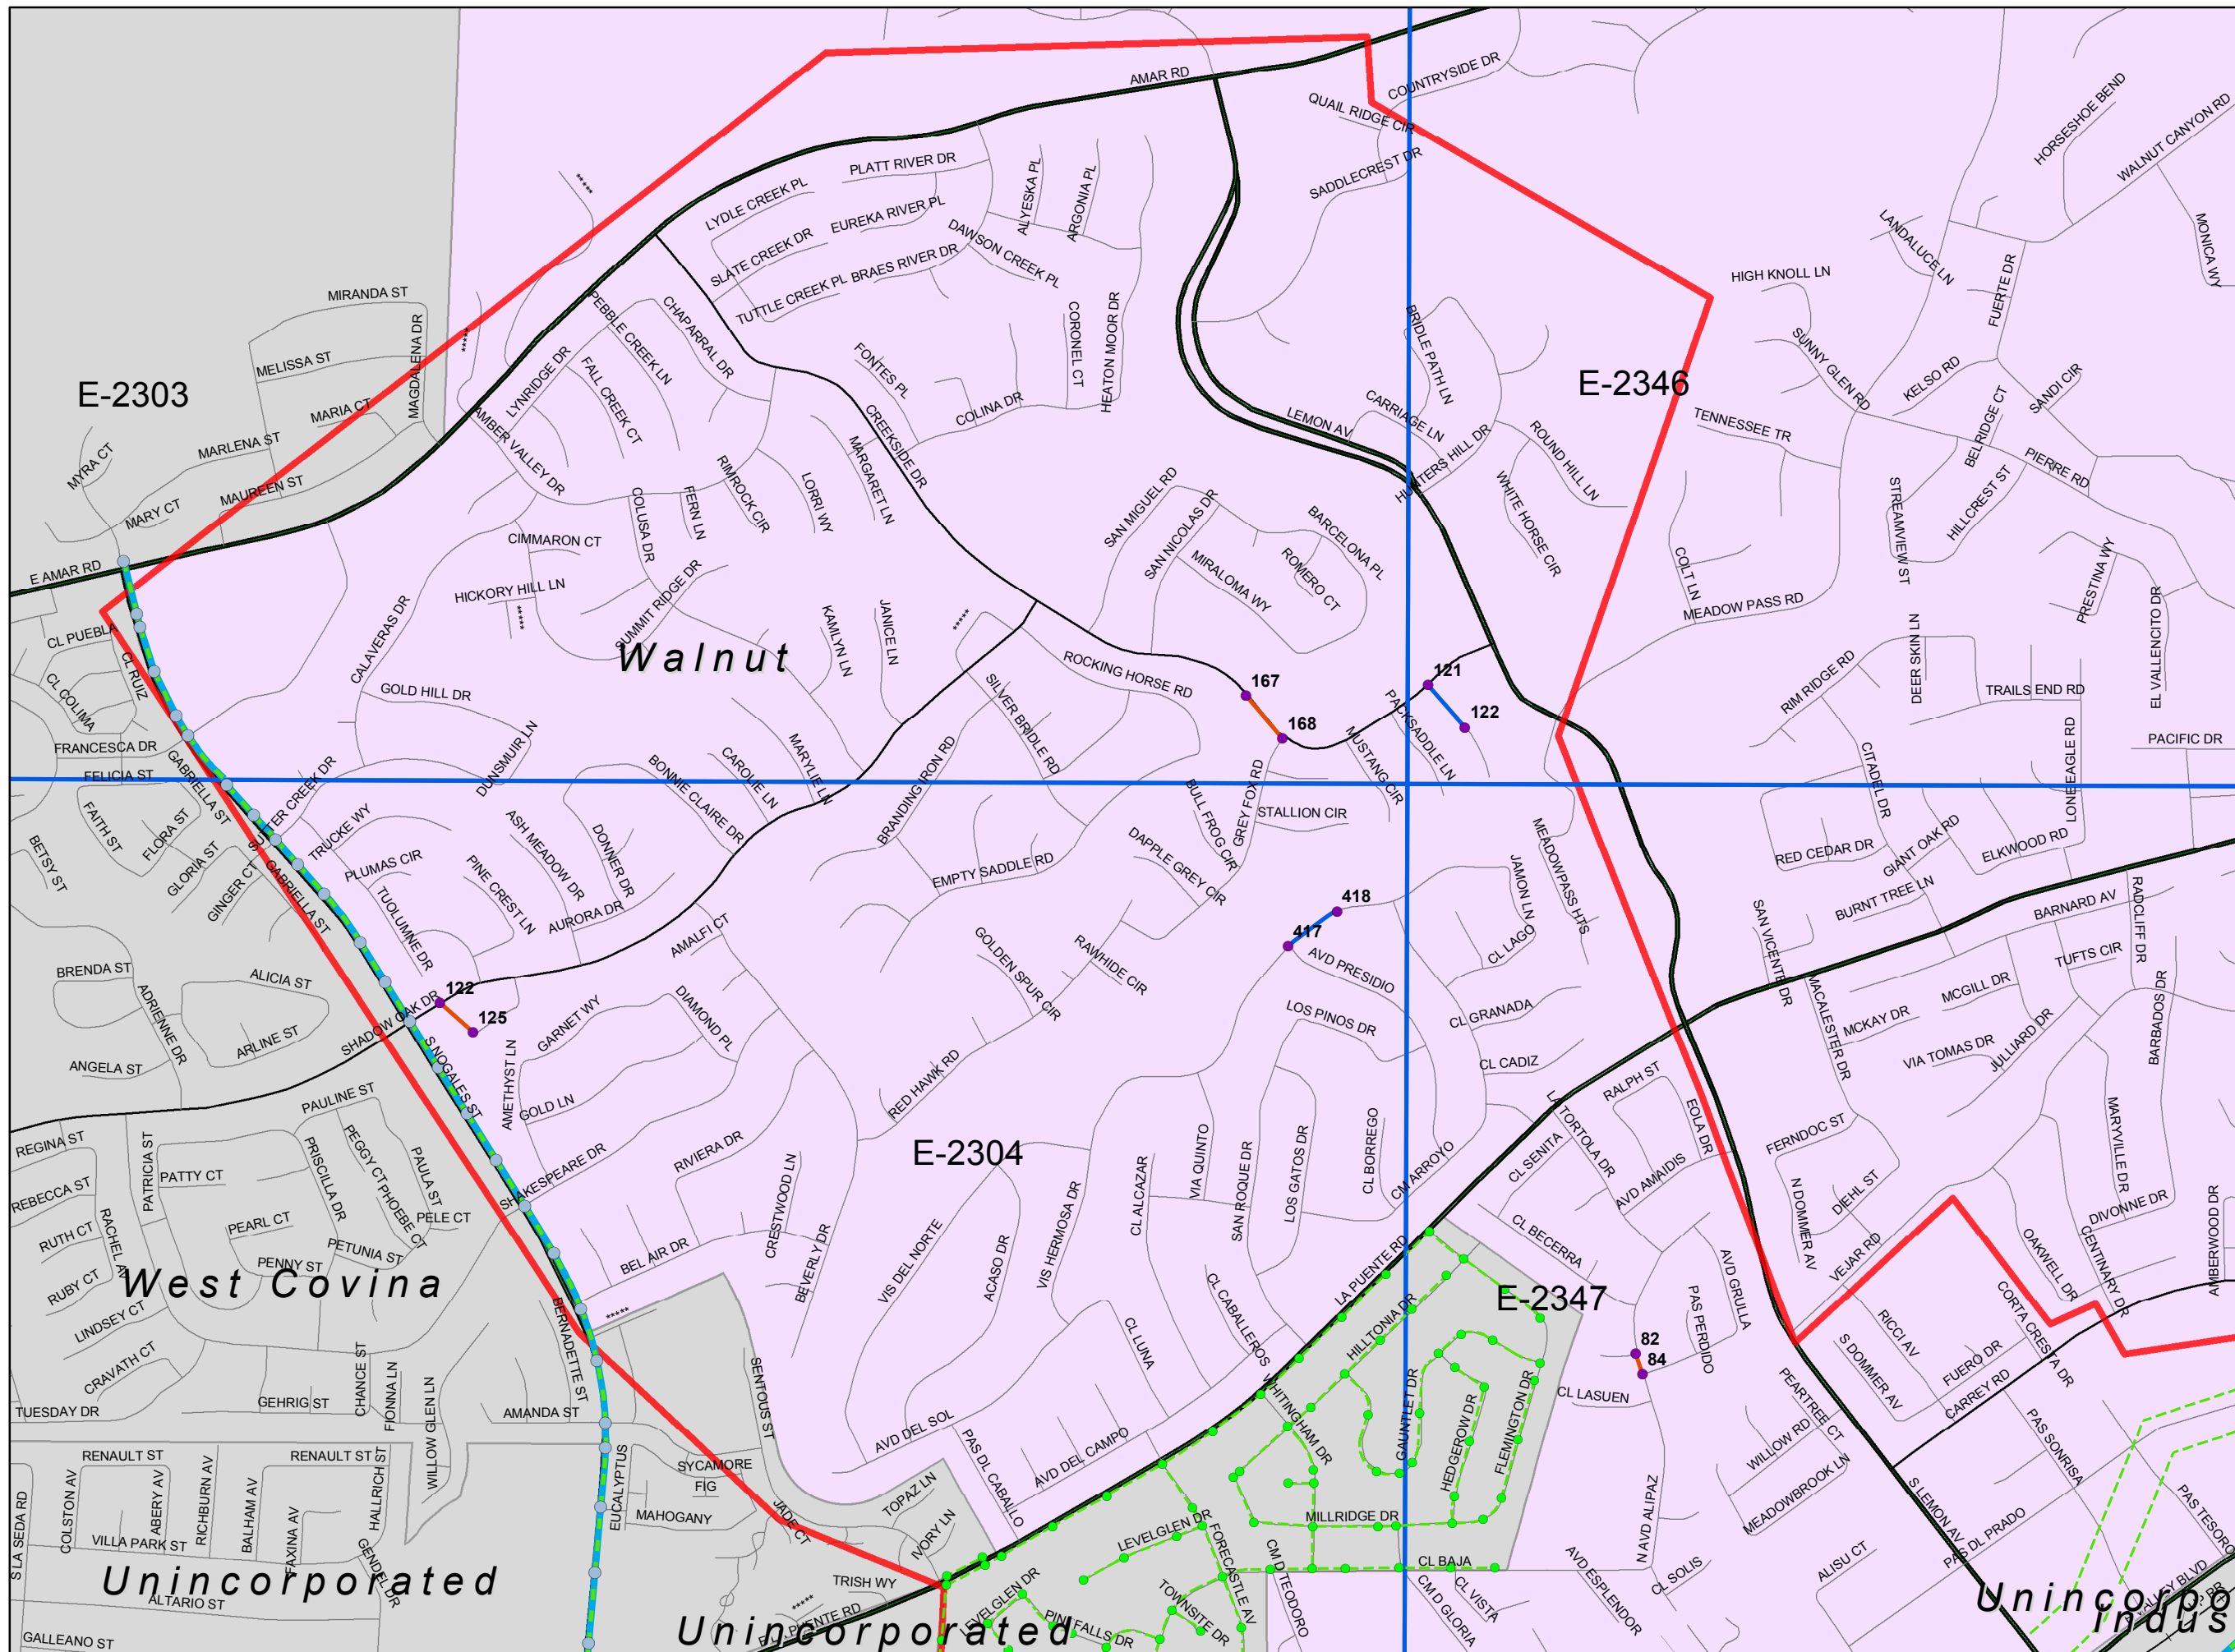 AMAR RD
COUNTRYSIDE DR
QUAIL RIDGE CIR
SADDLECREST DR
HORSESHOE BEND
WALNUT CANYON RD
MONICA WY
LANDALUCE LN
FUERTE DR
HIGH KNOLL LN
SUNNY GLEN RD
KELSO RD
SANDI CIR
BELRIDGE CT
PIERRE RD
HILLCREST ST
STREAMVIEW ST
TENNESSEE TR
E-2346
*****
PLATT RIVER DR
LYDLE CREEK PL
EUREKA RIVER PL
SLATE CREEK DR
TUTTLE CREEK PL
BRAES RIVER DR
DAWSON CREEK PL
ALYESKA PL
ARGONIA PL
CORONEL CT
HEATON MOOR DR
MIRANDA ST
MELISSA ST
MAGDALENA DR
MARIA CT
MARLENA ST
MAUREEN ST
MYRA CT
MARY CT
E AMAR RD
E-2303
*****
PEBBLE CREEK LN
CHAPARRAL DR
LYNRIDGE DR
FALL CREEK CT
AMBER VALLEY DR
FONTES PL
COLINA DR
CREEKSIDE DR
MARGARET LN
LORRI WY
RIMROCK CIR
FERN LN
COLUSA DR
CIMMARON CT
HICKORY HILL LN
*****
SUMMIT RIDGE DR
CALAVERAS DR
Walnut
KAMLYN LN
JANICE LN
*****
BRIDLE PATH LN
CARRIAGE LN
LEMON AV
HUNTERS HILL DR
ROUND HILL LN
WHITE HORSE CIR
SAN MIGUEL RD
SAN NICOLAS DR
BARCELONA PL
ROMERO CT
MIRALOMA WY
COLT LN
MEADOW PASS RD
PRESTINA WY
EL VALLENCITO DR
DEER SKIN LN
RIM RIDGE RD
TRAILS END RD
LONE EAGLE RD
PACIFIC DR
CITADEL DR
CL PUEBLA
CL RUIZ
CL COLIMA
FRANCESCA DR
FELICIA ST
GABRIELLA ST
FAITH ST
FLORA ST
GLORIA ST
GINGER CT
BETSY ST
GABRIELLA ST
GOLD HILL DR
SUTTER CREEK DR
DUNSMUIR LN
TRUCKE WY
PLUMAS CIR
TUOLUMNE DR
PINE CREST LN
ASH MEADOW DR
DONNER DR
AURORA DR
BONNIE CLAIRE DR
CAROLIE LN
MARYLIE LN
AMALFI CT
ROCKING HORSE RD
SILVER BRIDLE RD
BRANDING IRON RD
EMPTY SADDLE RD
167
168
121
122
PACKSADDLE LN
MUSTANG CIR
GREY FOX RD
BULL FROG CIR
STALLION CIR
DAPPLE GREY CIR
RAWHIDE CIR
GOLDEN SPUR CIR
RED HAWK RD
418
417
AVD PRESIDIO
LOS PINOS DR
JAMON LN
MEADOWPASS HTS
CL LAGO
CL GRANADA
CL CADIZ
RED CEDAR DR
GIANT OAK RD
ELKWOOD RD
BURNT TREE LN
BARNARD AV
RADCLIFF DR
SAN VICENTE DR
MACALESTER DR
TUFTS CIR
MCGILL DR
MCKAY DR
JULLIARD DR
VIA TOMAS DR
BARBADOS DR
BRENDA ST
ALICIA ST
ADRIENNE DR
ARLINE ST
ANGELA ST
SHADOW OAK DR
122
125
S NOGALES ST
AMETHYST LN
GARNET WY
DIAMOND PL
GOLD LN
SHAKESPEARE DR
RIVIERA DR
BEL AIR DR
CRESTWOOD LN
BEVERLY DR
E-2304
VIS DEL NORTE
ACASO DR
VIS HERMOSA DR
CL ALCAZAR
VIA QUINTO
SAN ROQUE DR
LOS GATOS DR
CL BORREGO
CM ARROYO
LA TORTOLA DR
CL SENITA
RALPH ST
EOLA DR
AVD AMAIDIS
CL BECERRA
FERNDOC ST
DIEHL ST
N DOMMER AV
VEJAR RD
MARYVILLE DR
DIVONNE DR
OAKWELL DR
CENTINARY DR
AMBERWOOD DR
PAULINE ST
REGINA ST
PATRICIA ST
PATTY CT
PRISCILLA DR
PEGGY CT
PHOEBE CT
PAULA ST
PELE CT
REBECCA ST
RACHEL AV
RUTH CT
PEARL CT
PETUNIA ST
PENNY ST
RUBY CT
LINDSEY CT
CRAVATH CT
West Covina
*****
BERNADETTE ST
CHANCE ST
FIONNA LN
WILLOW GLEN LN
GEHRIG ST
TUESDAY DR
AMANDA ST
SENTOUS ST
AVD DEL SOL
PAS DL CABALLO
AVD DEL CAMPO
CL LUNA
CL CABALLEROS
LA PUENTE RD
HILLTONIA DR
E-2347
WHITINGHAM DR
GAUNTLET DR
HEDGEROW DR
FLEMINGTON DR
MILLRIDGE DR
82
84
AVD GRULLA
PAS PERDIDO
CL LASUEN
RICCI AV
S DOMMER AV
FUERO DR
CORTA CRESTA DR
CARREY RD
PEARTREE CT
WILLOW RD
MEADOWBROOK LN
S LEMON AV
PAS SONRISA
PAS DL PRADO
PAS TESORO
RENAULT ST
RENAULT ST
S LA SEDA RD
COLSTON AV
ABERY AV
RICHBURN AV
BALHAM AV
FAXINA AV
HALLRICH ST
VILLA PARK ST
GENDEL DR
ALTARIO ST
GALLEANO ST
Unincorporated
EUCALYPTUS
SYCAMORE
FIG
MAHOGANY
JADE CT
TOPAZ LN
IVORY LN
TRISH WY
*****
E LA PUENTE RD
Unincorporated
LEVELGLEN DR
LEVELGLEN DR
PINE FALLS DR
TOWNSITE DR
FORECASTLE AV
CM D TEODORO
CL BAJA
CL VISTA
CM D GLORIA
AVD ESPLENDOR
CL SOLIS
N AVD ALIPAZ
ALISU CT
VALLEY BLVD
Unincorpo
Indus